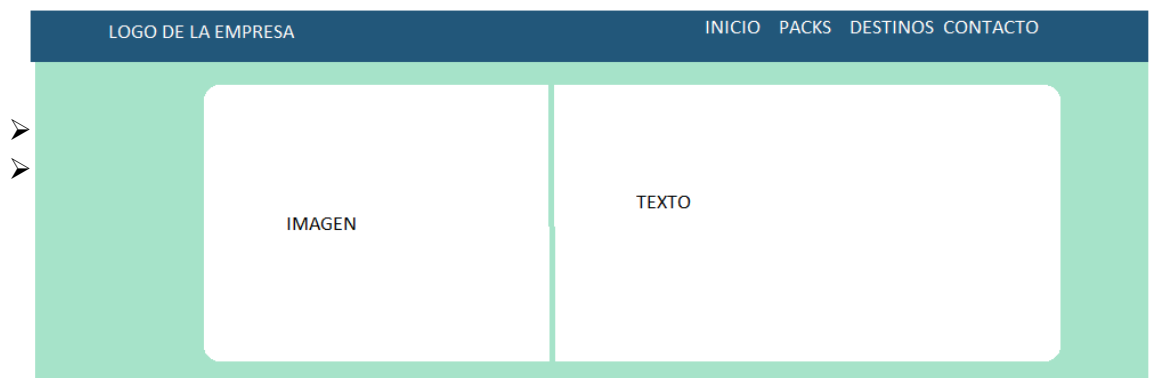 LOGO DE LA EMPRESA
INICIO PACKS DESTINOS CONTACTO
IMAGEN
TEXTO